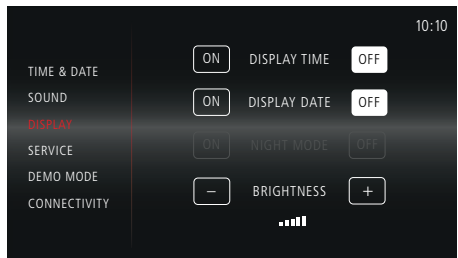 10:10
TIME & DATE
SOUND
DISPLAY
SERVICE
DEMO MODE
CONNECTIVITY
ON DISPLAY TIME OFF
ON DISPLAY DATE OFF
ON NIGHT MODE OFF
− BRIGHTNESS +